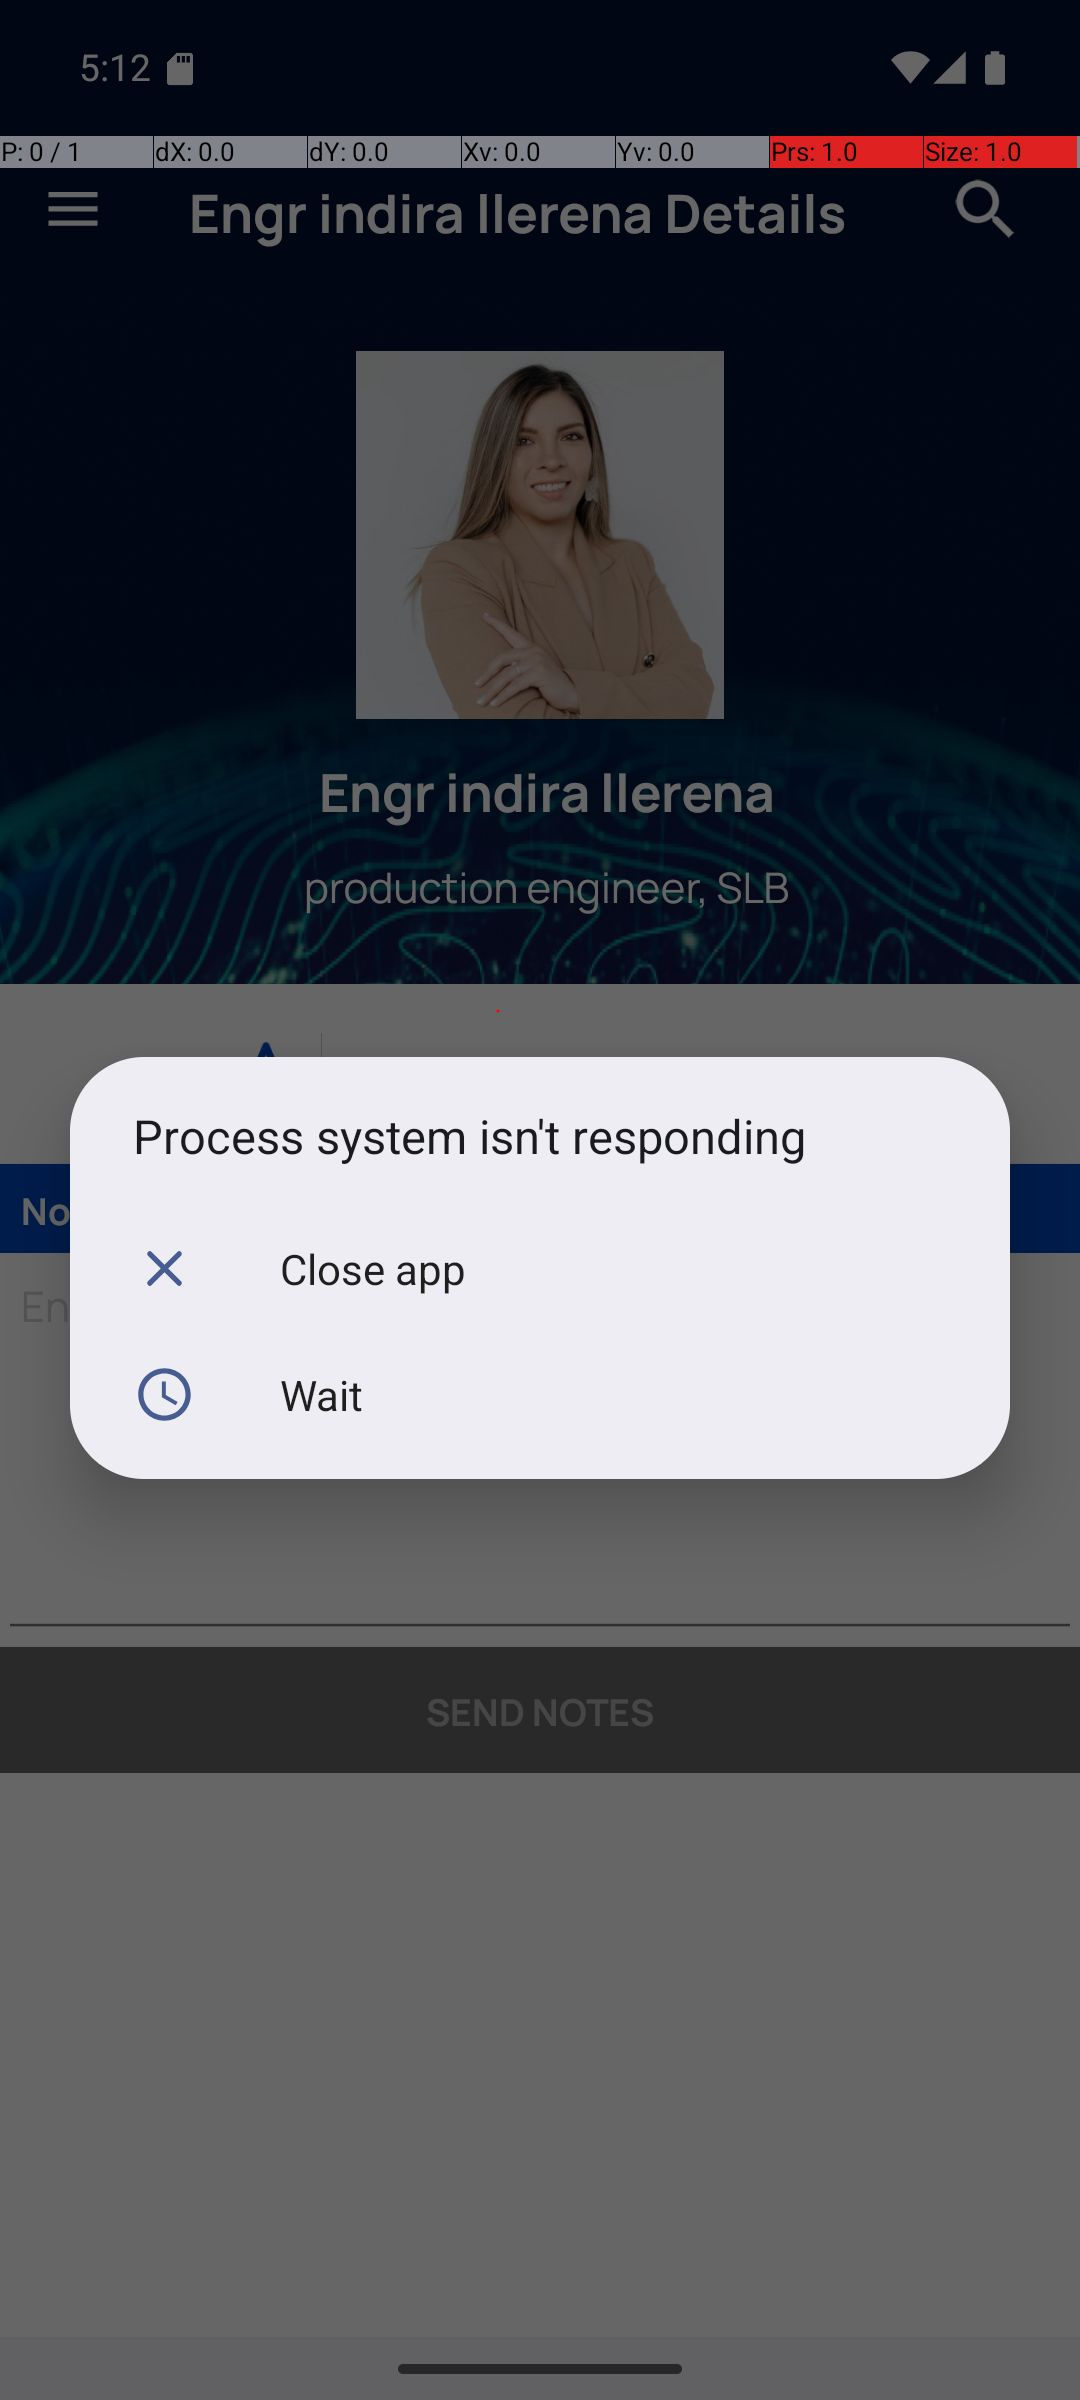 5:12
P: 0 / 1 dX: 0.0 dY: 0.0 Xv: 0.0 Yv: 0.0 Prs: 1.0 Size: 1.0
Engr indira llerena Details
Engr indira llerena
production engineer, SLB
Process system isn't responding
No
Close app
En
Wait
SEND NOTES